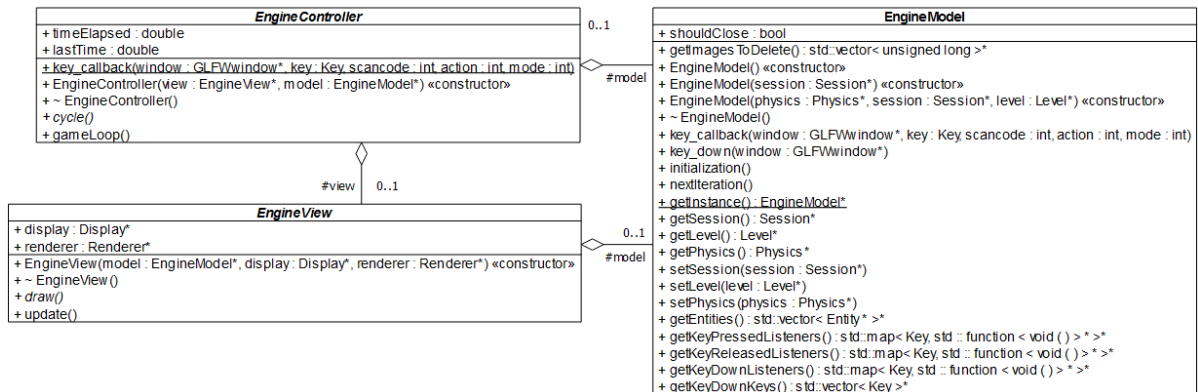 EngineController
+ timeElapsed : double
+ lastTime : double
+ key_callback(window : GLFWwindow*, key : Key, scancode : int, action : int, mode : int)
+ EngineController(view : EngineView*, model : EngineModel*) «constructor»
+ ~ EngineController()
+ cycle()
+ gameLoop()
0..1
#model
#view
0..1
EngineView
+ display : Display*
+ renderer : Renderer*
+ EngineView(model : EngineModel*, display : Display*, renderer : Renderer*) «constructor»
+ ~ EngineView()
+ draw()
+ update()
0..1
#model
EngineModel
+ shouldClose : bool
+ getImagesToDelete() : std::vector< unsigned long >*
+ EngineModel() «constructor»
+ EngineModel(session : Session*) «constructor»
+ EngineModel(physics : Physics*, session : Session*, level : Level*) «constructor»
+ ~ EngineModel()
+ key_callback(window : GLFWwindow*, key : Key, scancode : int, action : int, mode : int)
+ key_down(window : GLFWwindow*)
+ initialization()
+ nextIteration()
+ getInstance() : EngineModel*
+ getSession() : Session*
+ getLevel() : Level*
+ getPhysics() : Physics*
+ setSession(session : Session*)
+ setLevel(level : Level*)
+ setPhysics(physics : Physics*)
+ getEntities() : std::vector< Entity * >*
+ getKeyPressedListeners() : std::map< Key, std :: function < void ( ) > * >*
+ getKeyReleasedListeners() : std::map< Key, std :: function < void ( ) > * >*
+ getKeyDownListeners() : std::map< Key, std :: function < void ( ) > * >*
+ getKeyDownKeys() : std::vector< Key >*